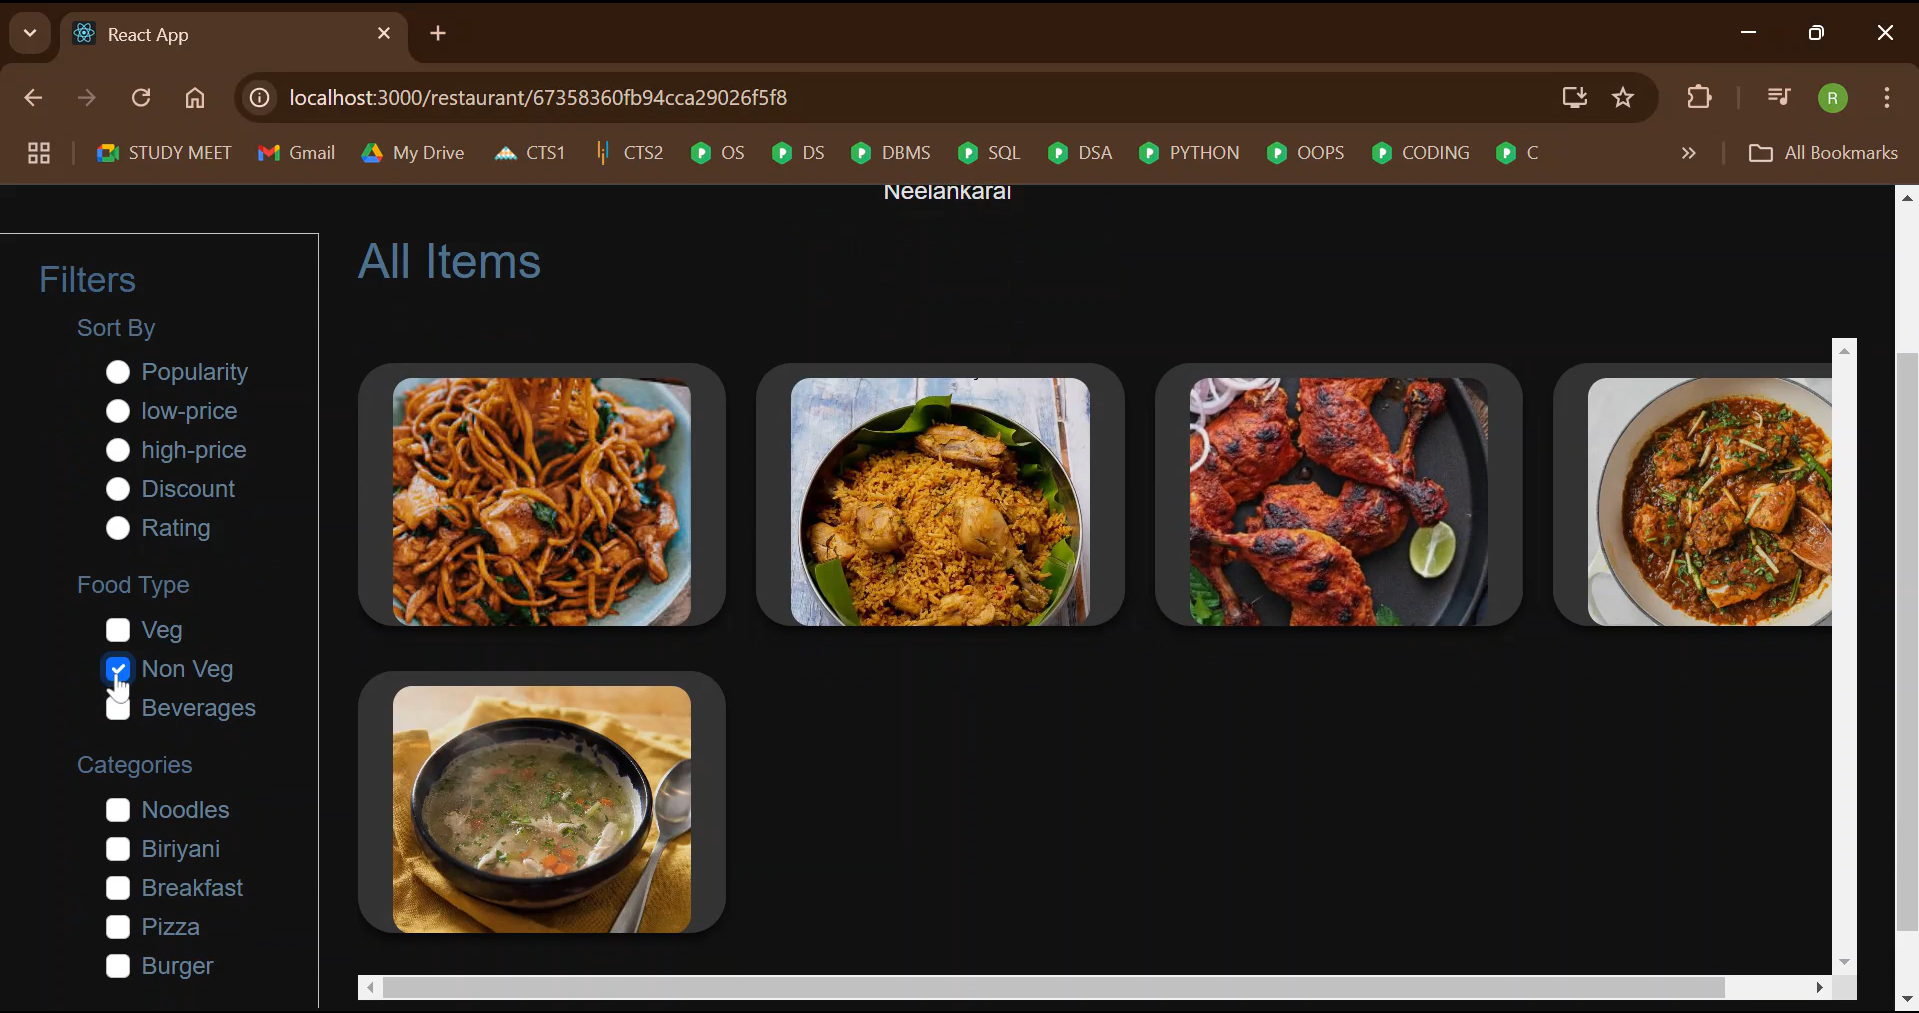 React App
localhost:3000/restaurant/67358360fb94cca29026f5f8
R
STUDY MEET Gmail My Drive CTS1 CTS2 OS DS DBMS SQL DSA PYTHON OOPS CODING C » All Bookmarks
Neelankarai
All Items
Filters
Sort By
Popularity
low-price
high-price
Discount
Rating
Food Type
Veg
Non Veg
Beverages
Categories
Noodles
Biriyani
Breakfast
Pizza
Burger